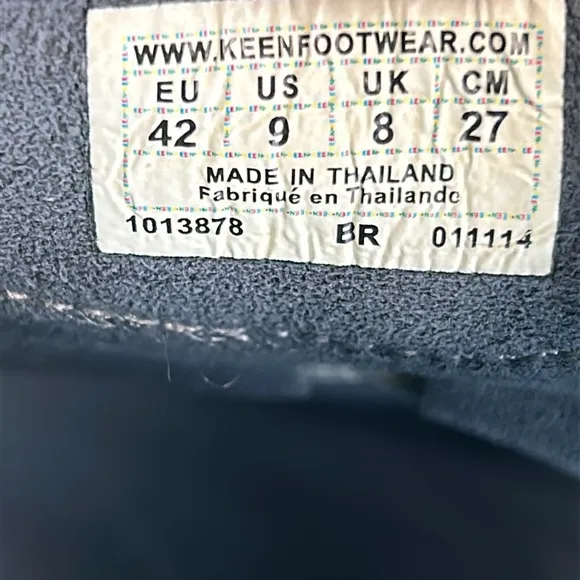 WWW.KEENFOOTWEAR.COM
EU US UK CM
42 9 8 27
MADE IN THAILAND
Fabriqué en Thailande
1013878 BR 011114